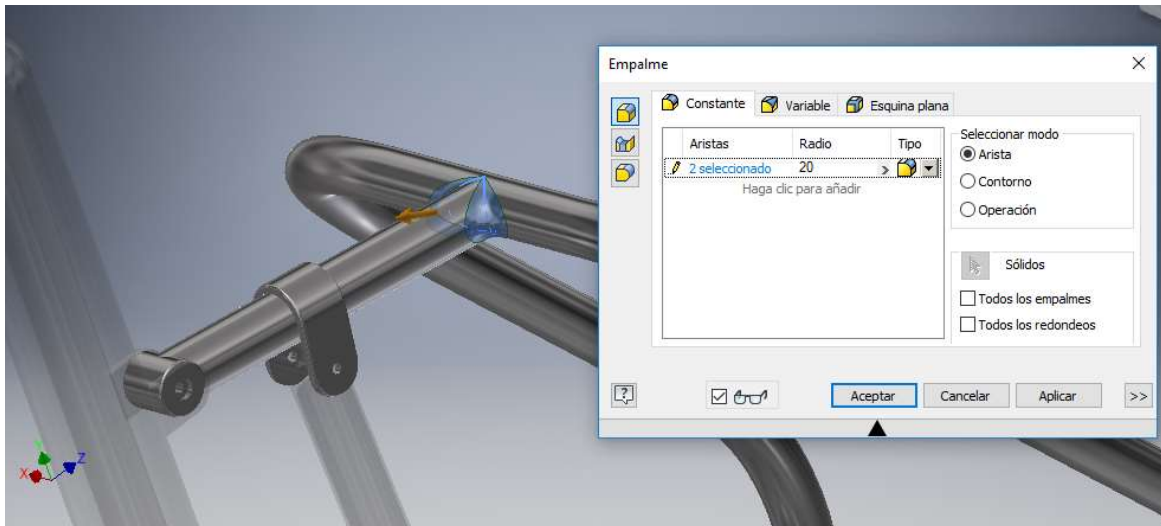 Empalme
Constante Variable Esquina plana
Aristas Radio Tipo
2 seleccionado 20 >
Haga clic para añadir
Seleccionar modo
Arista
Contorno
Operación
Sólidos
Todos los empalmes
Todos los redondeos
? Aceptar Cancelar Aplicar >>
Y
X Z